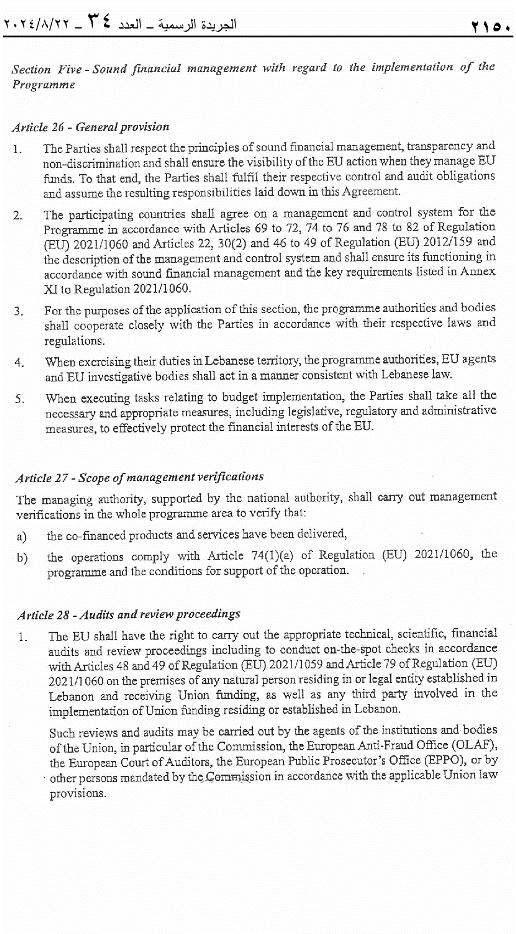 ٢١٥٠ الجريدة الرسمية – العدد ٣٤ – ٢٠٢٤/٨/٢٢
Section Five - Sound financial management with regard to the implementation of the
Programme
Article 26 - General provision
1. The Parties shall respect the principles of sound financial management, transparency and
non-discrimination and shall ensure the visibility of the EU action when they manage EU
funds. To that end, the Parties shall fulfil their respective control and audit obligations
and assume the resulting responsibilities laid down in this Agreement.
2. The participating countries shall agree on a management and control system for the
Programme in accordance with Articles 69 to 72, 74 to 76 and 78 to 82 of Regulation
(EU) 2021/1060 and Articles 22, 30(2) and 46 to 49 of Regulation (EU) 2012/159 and
the description of the management and control system and shall ensure its functioning in
accordance with sound financial management and the key requirements listed in Annex
XI to Regulation 2021/1060.
3. For the purposes of the application of this section, the programme authorities and bodies
shall cooperate closely with the Parties in accordance with their respective laws and
regulations.
4. When exercising their duties in Lebanese territory, the programme authorities, EU agents
and EU investigative bodies shall act in a manner consistent with Lebanese law.
5. When executing tasks relating to budget implementation, the Parties shall take all the
necessary and appropriate measures, including legislative, regulatory and administrative
measures, to effectively protect the financial interests of the EU.
Article 27 - Scope of management verifications
The managing authority, supported by the national authority, shall carry out management
verifications in the whole programme area to verify that:
a) the co-financed products and services have been delivered,
b) the operations comply with Article 74(1)(a) of Regulation (EU) 2021/1060, the
programme and the conditions for support of the operation.
Article 28 - Audits and review proceedings
1. The EU shall have the right to carry out the appropriate technical, scientific, financial
audits and review proceedings including to conduct on-the-spot checks in accordance
with Articles 48 and 49 of Regulation (EU) 2021/1059 and Article 79 of Regulation (EU)
2021/1060 on the premises of any natural person residing in or legal entity established in
Lebanon and receiving Union funding, as well as any third party involved in the
implementation of Union funding residing or established in Lebanon.
Such reviews and audits may be carried out by the agents of the institutions and bodies
of the Union, in particular of the Commission, the European Anti-Fraud Office (OLAF),
the European Court of Auditors, the European Public Prosecutor's Office (EPPO), or by
other persons mandated by the Commission in accordance with the applicable Union law
provisions.